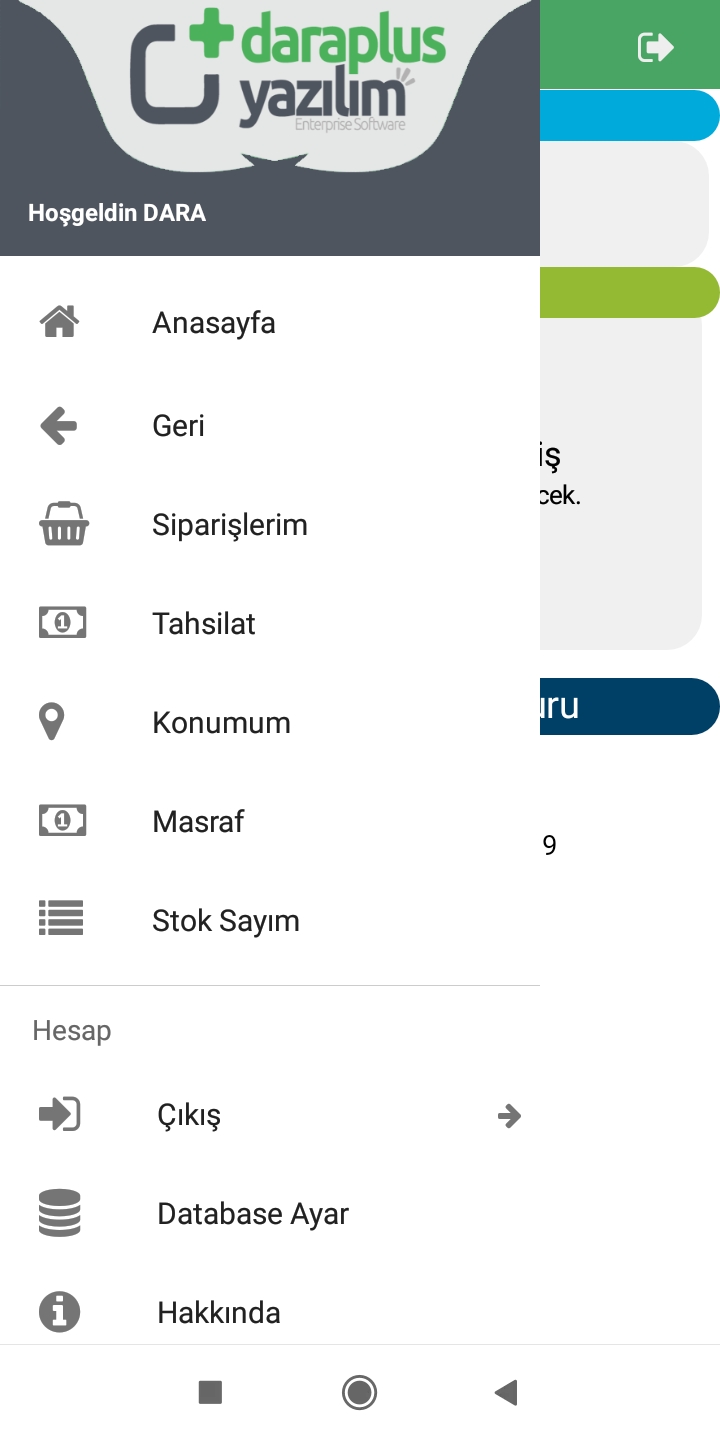 daraplus
yazılım
Enterprise Software
Hoşgeldin DARA
Anasayfa
Geri
Siparişlerim
Tahsilat
Konumum
Masraf
Stok Sayım
Hesap
Çıkış
Database Ayar
Hakkında
iş
cek.
uru
9